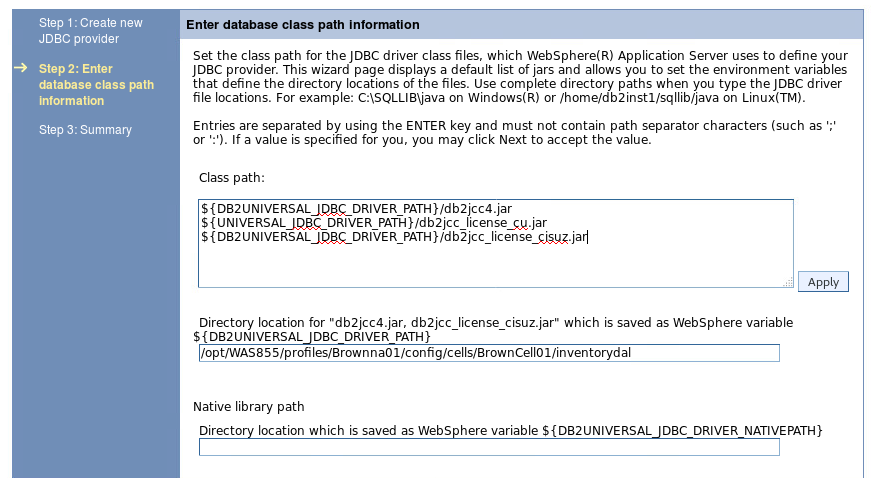 Step 1: Create new
JDBC provider
Step 2: Enter
database class path
information
Step 3: Summary
Enter database class path information
Set the class path for the JDBC driver class files, which WebSphere(R) Application Server uses to define your
JDBC provider. This wizard page displays a default list of jars and allows you to set the environment variables
that define the directory locations of the files. Use complete directory paths when you type the JDBC driver
file locations. For example: C:\SQLLIB\java on Windows(R) or /home/db2inst1/sqllib/java on Linux(TM).
Entries are separated by using the ENTER key and must not contain path separator characters (such as ';'
or ':'). If a value is specified for you, you may click Next to accept the value.
Class path:
${DB2UNIVERSAL_JDBC_DRIVER_PATH}/db2jcc4.jar
${UNIVERSAL_JDBC_DRIVER_PATH}/db2jcc_license_cu.jar
${DB2UNIVERSAL_JDBC_DRIVER_PATH}/db2jcc_license_cisuz.jar
Apply
Directory location for "db2jcc4.jar, db2jcc_license_cisuz.jar" which is saved as WebSphere variable
${DB2UNIVERSAL_JDBC_DRIVER_PATH}
/opt/WAS855/profiles/Brownna01/config/cells/BrownCell01/inventorydal
Native library path
Directory location which is saved as WebSphere variable ${DB2UNIVERSAL_JDBC_DRIVER_NATIVEPATH}